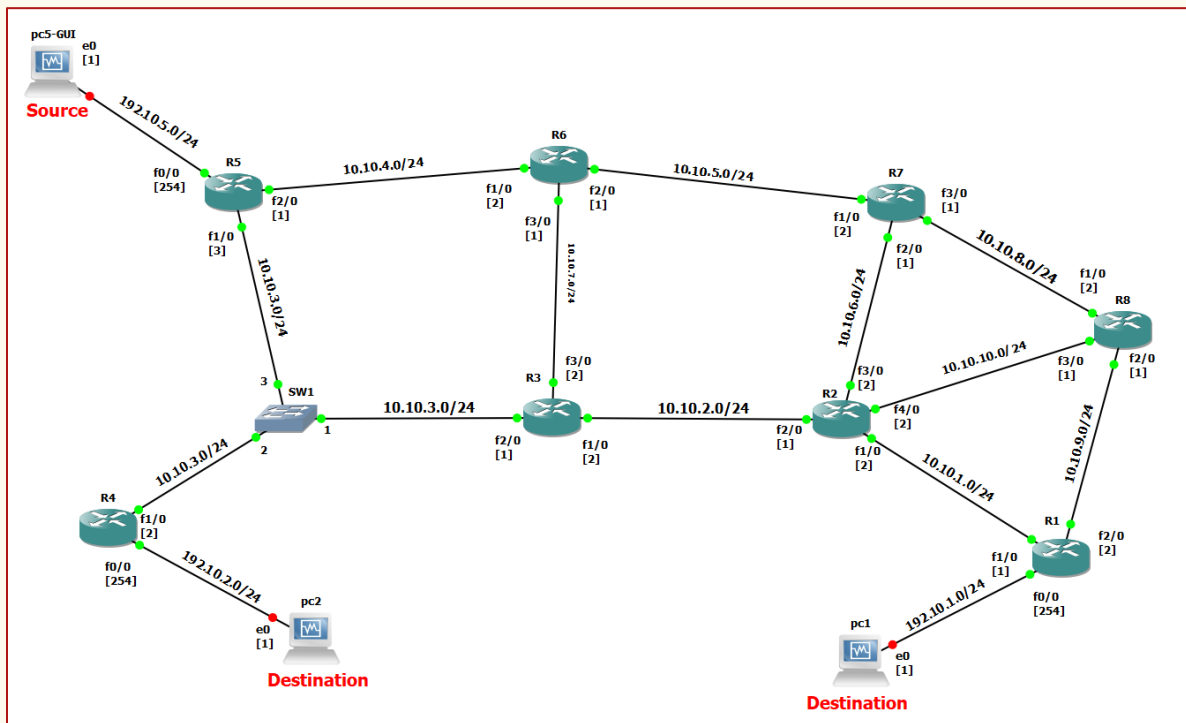 pc5-GUI
e0
[1]
Source
192.10.5.0/24
f0/0
[254]
R5
f2/0
[1]
f1/0
[3]
10.10.4.0/24
R6
f1/0
[2]
f2/0
[1]
f3/0
[1]
10.10.5.0/24
R7
f3/0
[1]
f1/0
[2]
f2/0
[1]
10.10.8.0/24
10.10.7.0/24
10.10.3.0/24
10.10.6.0/24
f1/0
[2]
R8
f3/0
[1]
f2/0
[1]
10.10.10.0/24
3
SW1
1
2
10.10.3.0/24
f3/0
[2]
R3
f2/0
[1]
f1/0
[2]
10.10.2.0/24
f3/0
[2]
R2
f4/0
[2]
f2/0
[1]
f1/0
[2]
10.10.1.0/24
10.10.9.0/24
10.10.3.0/24
R4
f1/0
[2]
f0/0
[254]
192.10.2.0/24
pc2
e0
[1]
Destination
R1
f2/0
[2]
f1/0
[1]
f0/0
[254]
192.10.1.0/24
pc1
e0
[1]
Destination